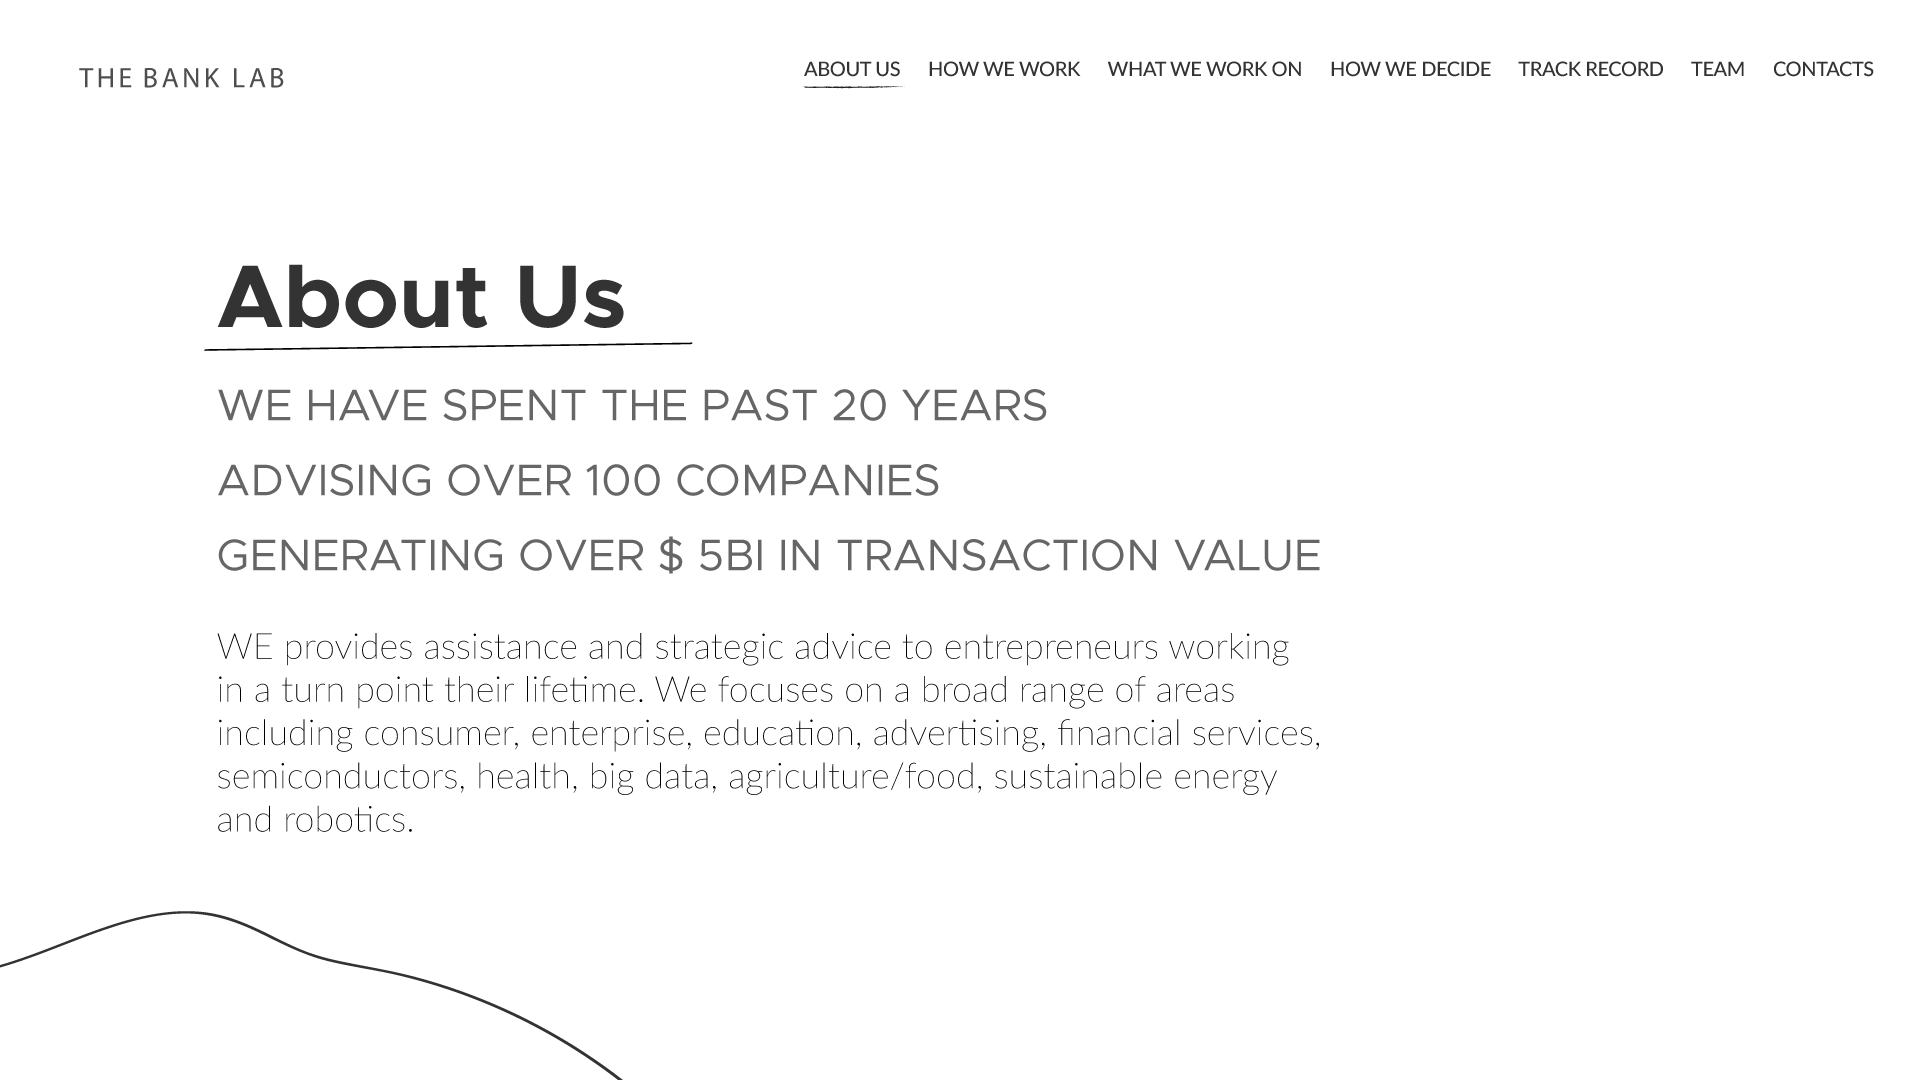 THE BANK LAB
ABOUT US HOW WE WORK WHAT WE WORK ON HOW WE DECIDE TRACK RECORD TEAM CONTACTS
About Us
WE HAVE SPENT THE PAST 20 YEARS
ADVISING OVER 100 COMPANIES
GENERATING OVER $ 5BI IN TRANSACTION VALUE
WE provides assistance and strategic advice to entrepreneurs working
in a turn point their lifetime. We focuses on a broad range of areas
including consumer, enterprise, education, advertising, financial services,
semiconductors, health, big data, agriculture/food, sustainable energy
and robotics.